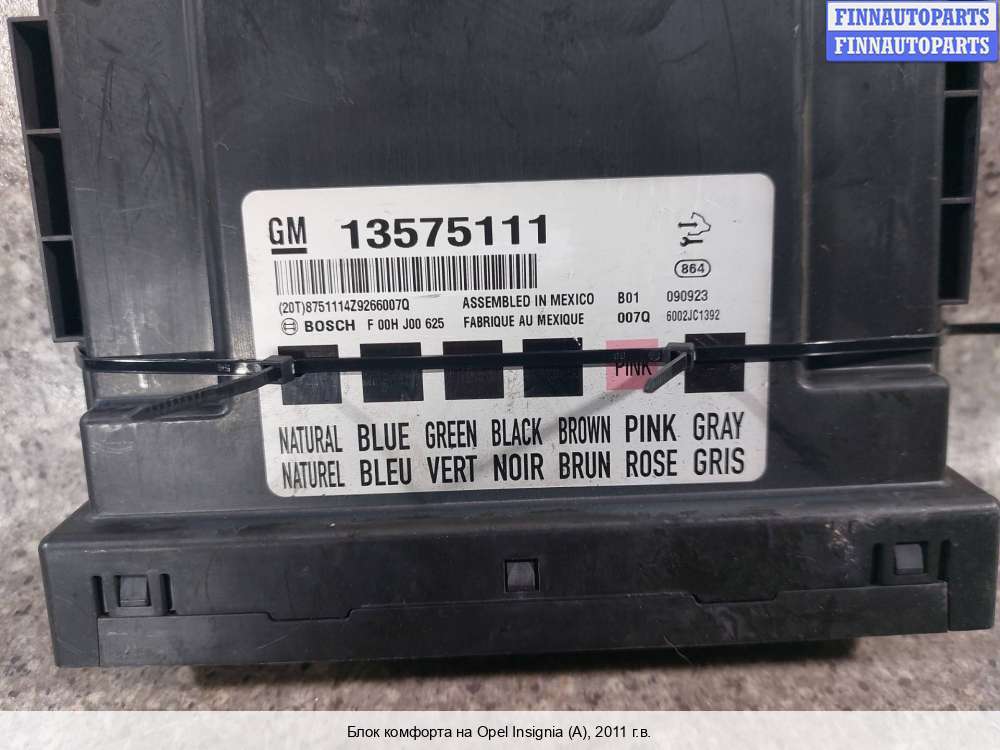 FINNAUTOPARTS
FINNAUTOPARTS
GM 13575111
864
(20T)8751114Z9266007Q ASSEMBLED IN MEXICO B01 090923
BOSCH F 00H J00 625 FABRIQUE AU MEXIQUE 007Q 6002JC1392
PINK
NATURAL BLUE GREEN BLACK BROWN PINK GRAY
NATUREL BLEU VERT NOIR BRUN ROSE GRIS
Блок комфорта на Opel Insignia (A), 2011 г.в.